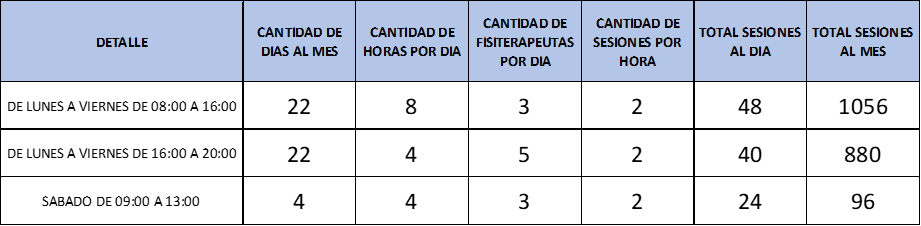 DETALLE
CANTIDAD DE
DIAS AL MES
CANTIDAD DE
HORAS POR DIA
CANTIDAD DE
FISITERAPEUTAS
POR DIA
CANTIDAD DE
SESIONES POR
HORA
TOTAL SESIONES
AL DIA
TOTAL SESIONES
AL MES
DE LUNES A VIERNES DE 08:00 A 16:00 22 8 3 2 48 1056
DE LUNES A VIERNES DE 16:00 A 20:00 22 4 5 2 40 880
SABADO DE 09:00 A 13:00 4 4 3 2 24 96